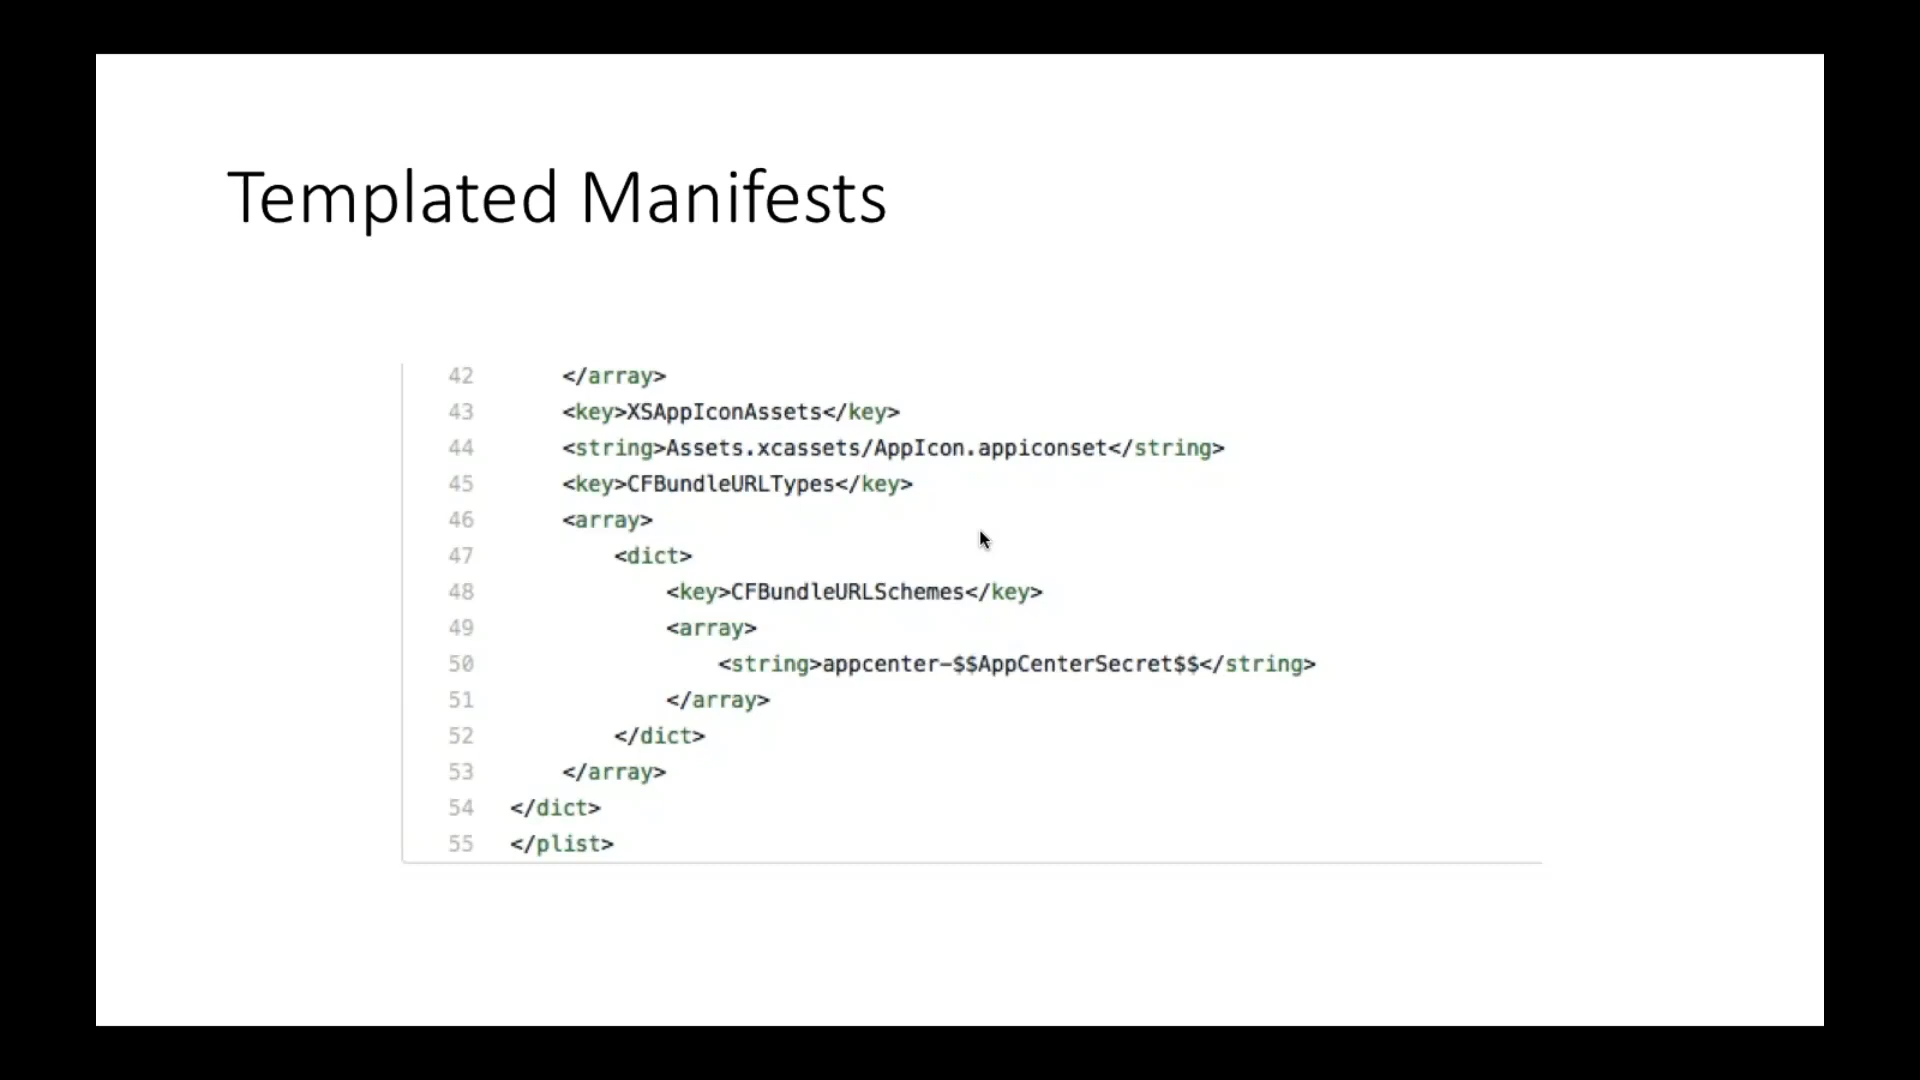 Templated Manifests
42 </array>
43 <key>XSAppIconAssets</key>
44 <string>Assets.xcassets/AppIcon.appiconset</string>
45 <key>CFBundleURLTypes</key>
46 <array>
47 <dict>
48 <key>CFBundleURLSchemes</key>
49 <array>
50 <string>appcenter-$$AppCenterSecret$$</string>
51 </array>
52 </dict>
53 </array>
54 </dict>
55 </plist>